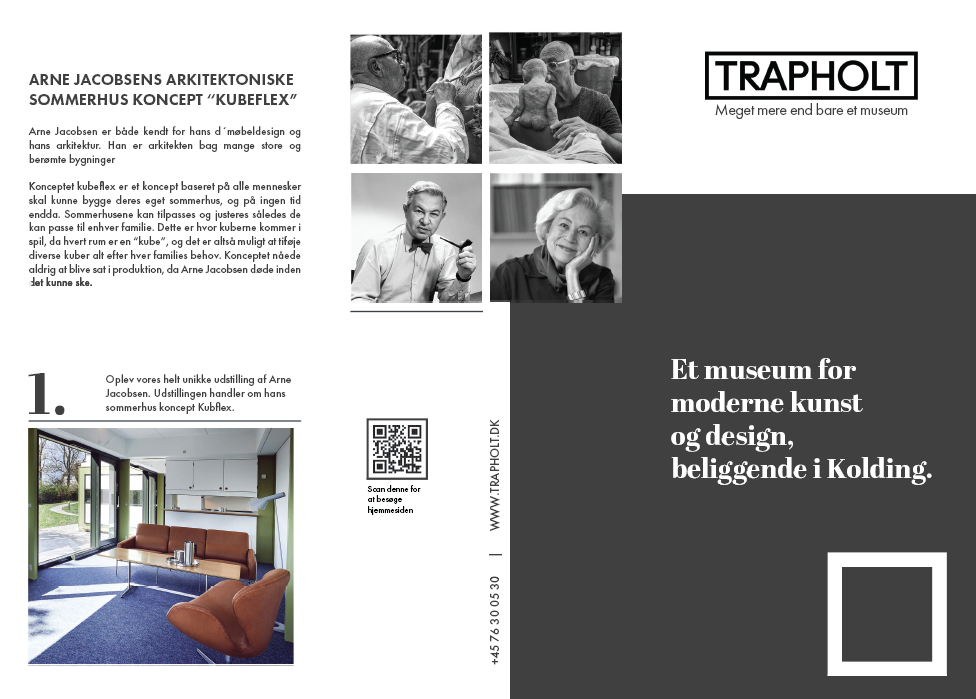 ARNE JACOBSENS ARKITEKTONISKE
SOMMERHUS KONCEPT “KUBEFLEX”
Arne Jacobsen er både kendt for hans d´møbeldesign og
hans arkitektur. Han er arkitekten bag mange store og
berømte bygninger
Konceptet kubeflex er et koncept baseret på alle mennesker
skal kunne bygge deres eget sommerhus, og på ingen tid
endda. Sommerhusene kan tilpasses og justeres således de
kan passe til enhver familie. Dette er hvor kuberne kommer i
spil, da hvert rum er en “kube”, og det er altså muligt at tilføje
diverse kuber alt efter hver families behov. Konceptet nåede
aldrig at blive sat i produktion, da Arne Jacobsen døde inden
det kunne ske.
1.
Oplev vores helt unikke udstilling af Arne
Jacobsen. Udstillingen handler om hans
sommerhus koncept Kubflex.
Scan denne for
at besøge
hjemmesiden
+45 76 30 05 30 | WWW.TRAPHOLT.DK
TRAPHOLT
Meget mere end bare et museum
Et museum for
moderne kunst
og design,
beliggende i Kolding.